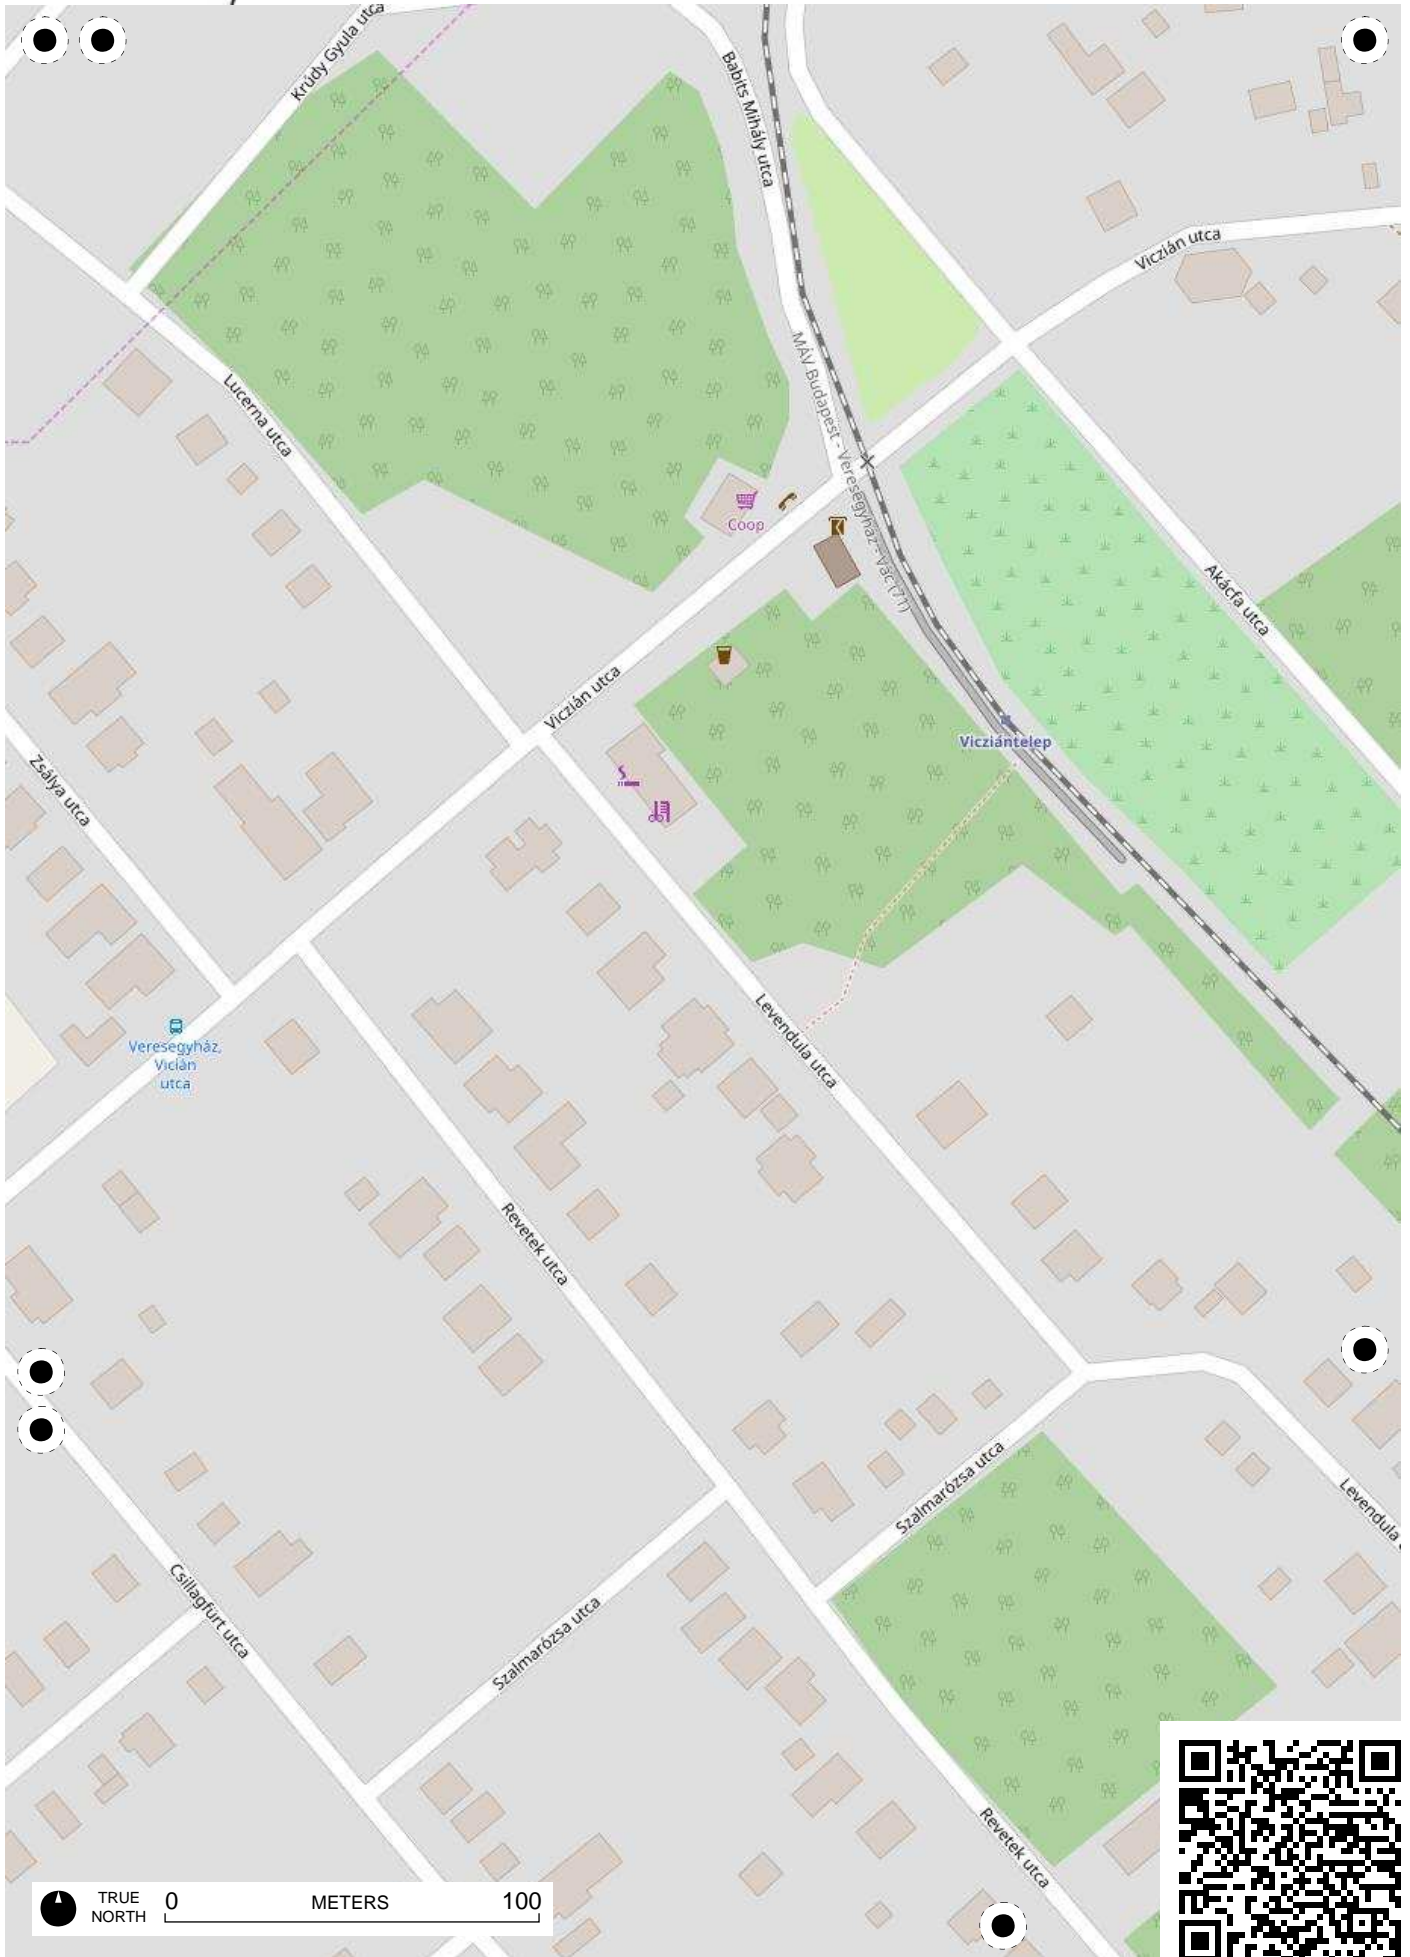 Krúdy Gyula utca
Babits Mihály utca
Viczián utca
Lucerna utca
MÁV Budapest - Veresegyház - Vác (71)
Coop
Akácfa utca
Viczián utca
Vicziántelep
Zsálya utca
Levendula utca
Veresegyház,
Vicián
utca
Revetek utca
Szalmarózsa utca
Levendula
Csillagfürt utca
Szalmarózsa utca
Revetek utca
TRUE
NORTH
0 METERS 100